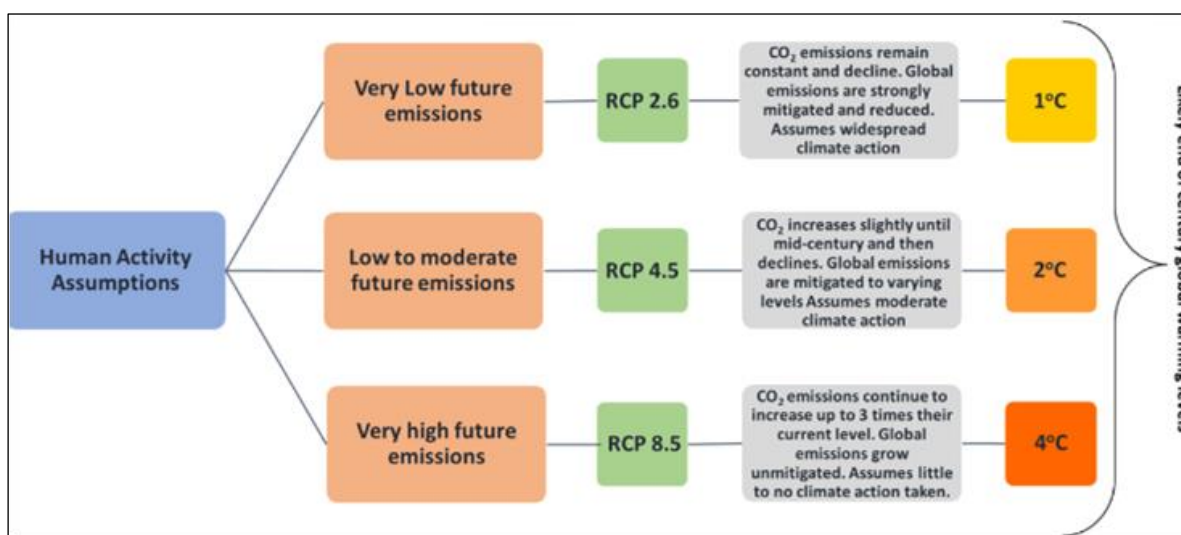 Human Activity
Assumptions
Very Low future
emissions
RCP 2.6
CO₂ emissions remain
constant and decline. Global
emissions are strongly
mitigated and reduced.
Assumes widespread
climate action
1°C
Low to moderate
future emissions
RCP 4.5
CO₂ increases slightly until
mid-century and then
declines. Global emissions
are mitigated to varying
levels Assumes moderate
climate action
2°C
Very high future
emissions
RCP 8.5
CO₂ emissions continue to
increase up to 3 times their
current level. Global
emissions grow
unmitigated. Assumes little
to no climate action taken.
4°C